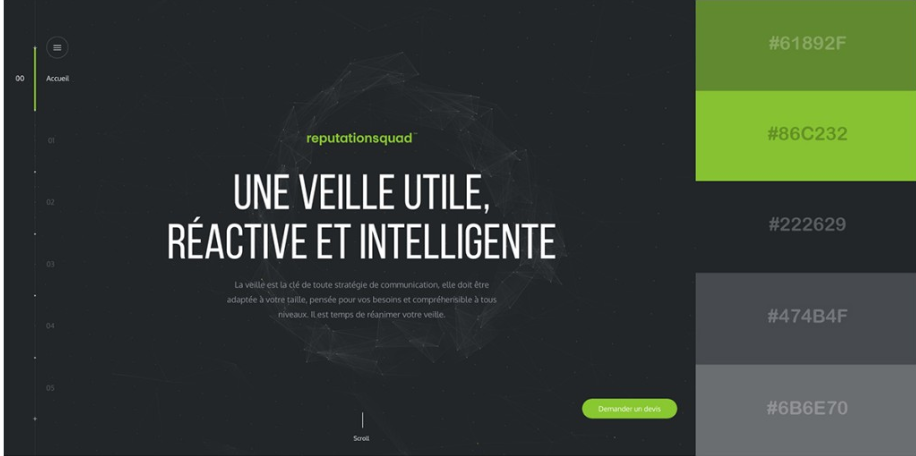 00
Accueil
01
02
03
04
05
reputationsquad™
UNE VEILLE UTILE,
RÉACTIVE ET INTELLIGENTE
La veille est la clé de toute stratégie de communication, elle doit être
adaptée à votre taille, pensée pour vos besoins et compréhensible à tous
niveaux. Il est temps de réanimer votre veille.
Scroll
Demander un devis
#61892F
#86C232
#222629
#474B4F
#6B6E70